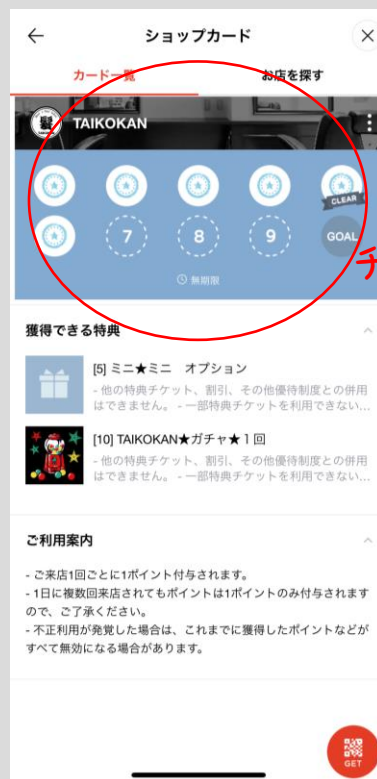 ショップカード
カード一覧
お店を探す
TAIKOKAN
CLEAR
7
8
9
GOAL
無期限
獲得できる特典
[5] ミニ★ミニ オプション
- 他の特典チケット、割引、その他優待制度との併用
はできません。 - 一部特典チケットを利用できない...
[10] TAIKOKAN★ガチャ★1回
- 他の特典チケット、割引、その他優待制度との併用
はできません。 - 一部特典チケットを利用できない...
ご利用案内
- ご来店1回ごとに1ポイント付与されます。
- 1日に複数回来店されてもポイントは1ポイントのみ付与されます
ので、ご了承ください。
- 不正利用が発覚した場合は、これまでに獲得したポイントなどが
すべて無効になる場合があります。
GET